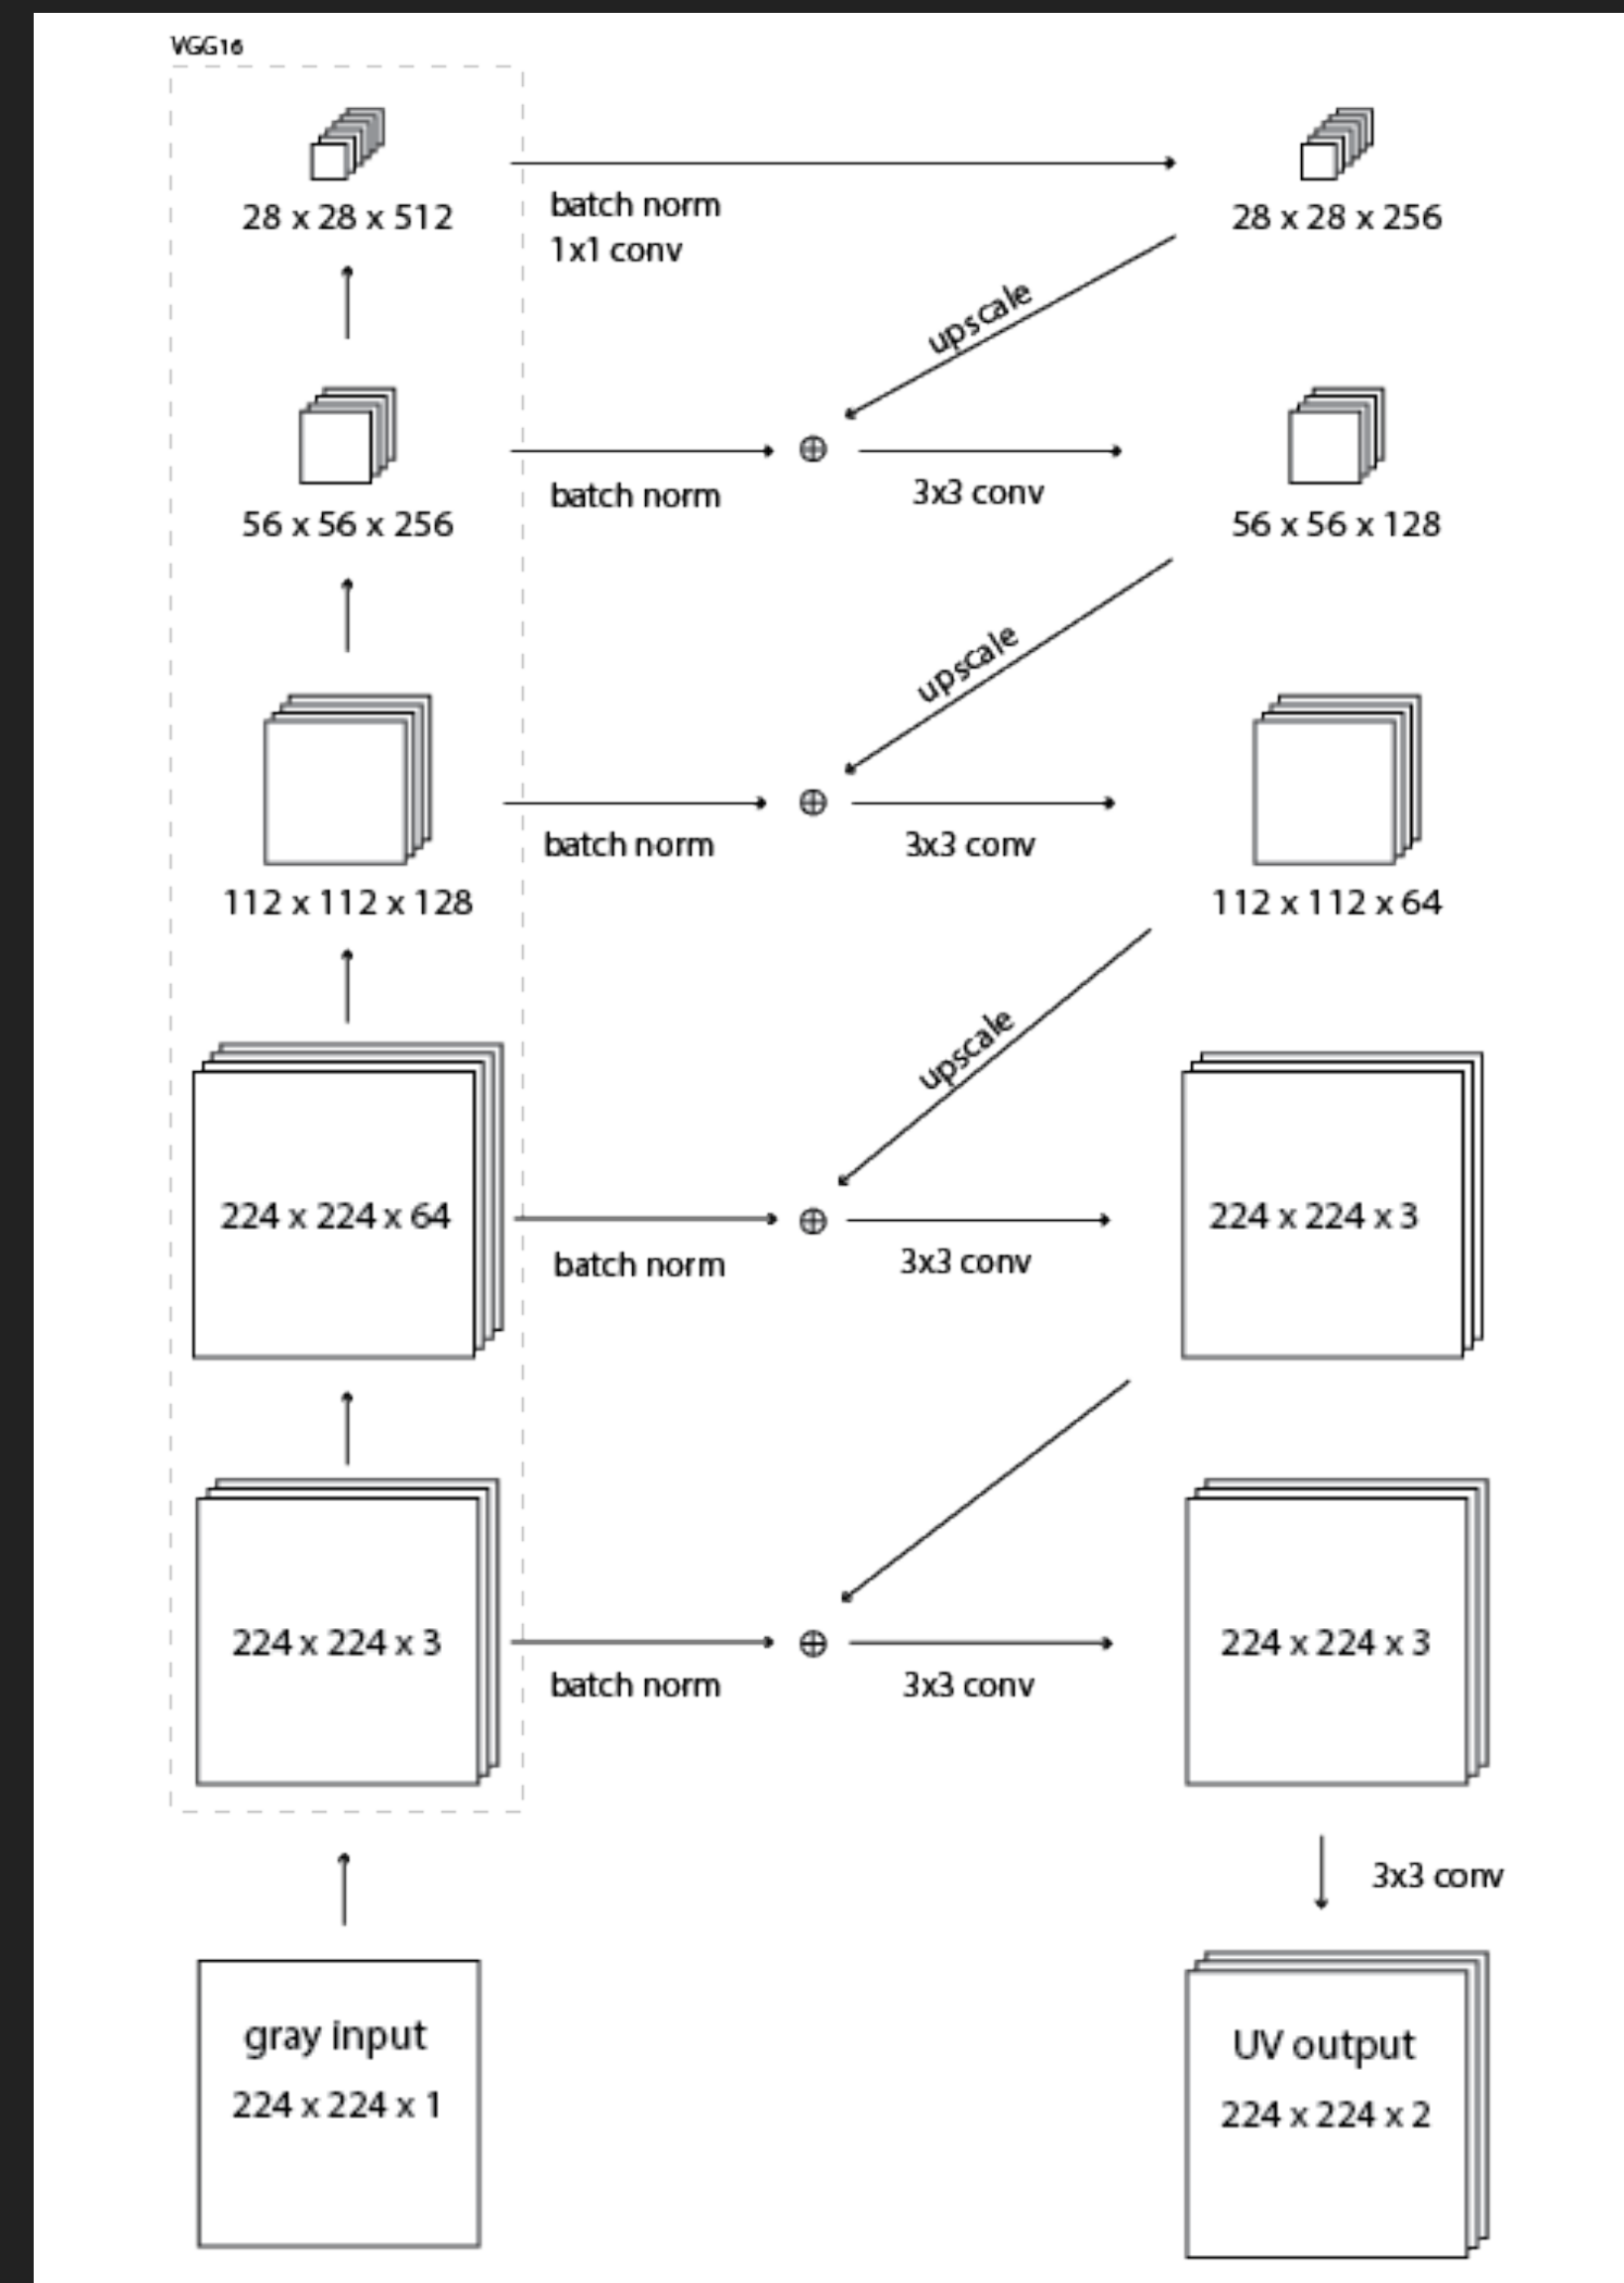 VGG16
28 x 28 x 512
batch norm
1x1 conv
28 x 28 x 256
upscale
56 x 56 x 256
batch norm
3x3 conv
56 x 56 x 128
upscale
112 x 112 x 128
batch norm
3x3 conv
112 x 112 x 64
upscale
224 x 224 x 64
batch norm
3x3 conv
224 x 224 x 3
224 x 224 x 3
batch norm
3x3 conv
224 x 224 x 3
3x3 conv
gray input
224 x 224 x 1
UV output
224 x 224 x 2